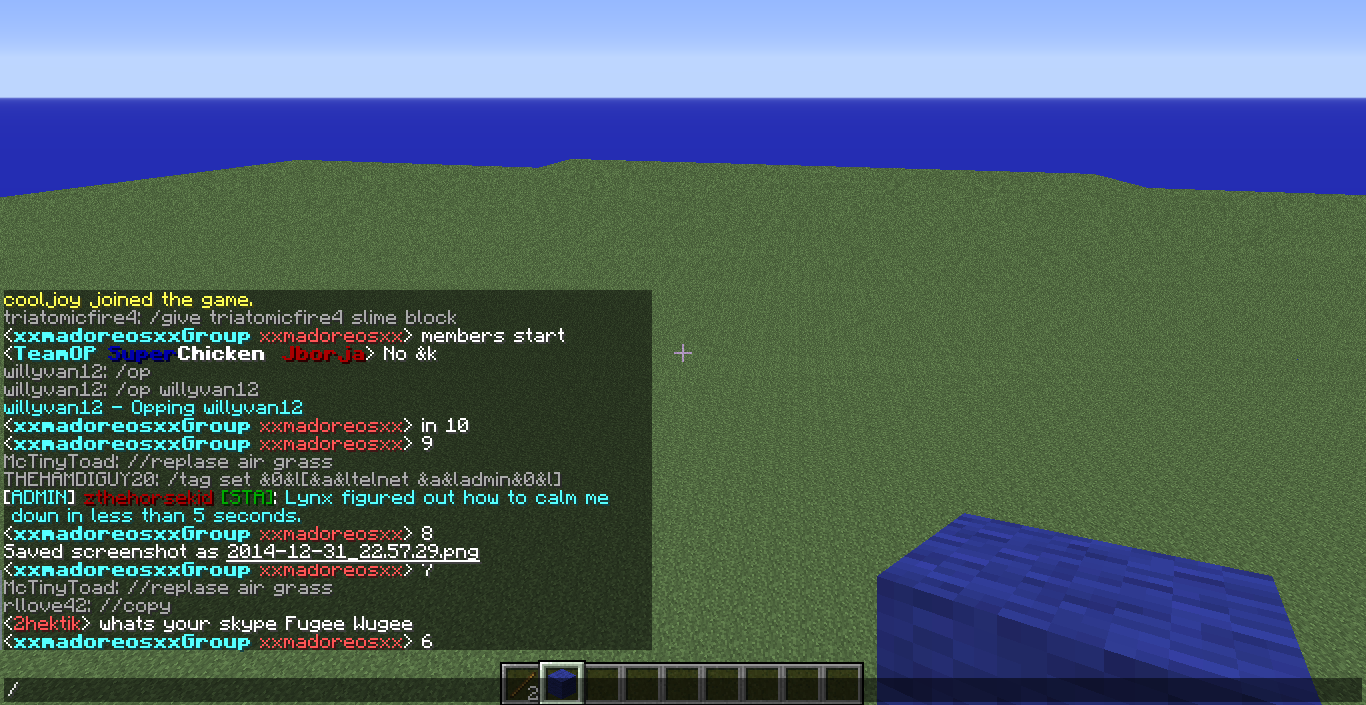 cooljoy joined the game.
triatomicfire4: /give triatomicfire4 slime block
<xxmadoreosxxGroup xxmadoreosxx> members start
<TeamOP SuperChicken Jborja> No &k
willyvan12: /op
willyvan12: /op willyvan12
willyvan12 - Opping willyvan12
<xxmadoreosxxGroup xxmadoreosxx> in 10
<xxmadoreosxxGroup xxmadoreosxx> 9
McTinyToad: //replase air grass
THEHAMDIGUY20: /tag set &0&l[&a&ltelnet &a&ladmin&0&l]
[ADMIN] zthehorsekid [STA]: Lynx figured out how to calm me
down in less than 5 seconds.
<xxmadoreosxxGroup xxmadoreosxx> 8
Saved screenshot as 2014-12-31_22.57.29.png
<xxmadoreosxxGroup xxmadoreosxx> 7
McTinyToad: //replase air grass
rllove42: //copy
<2hektik> whats your skype Fugee Wugee
<xxmadoreosxxGroup xxmadoreosxx> 6
/
2